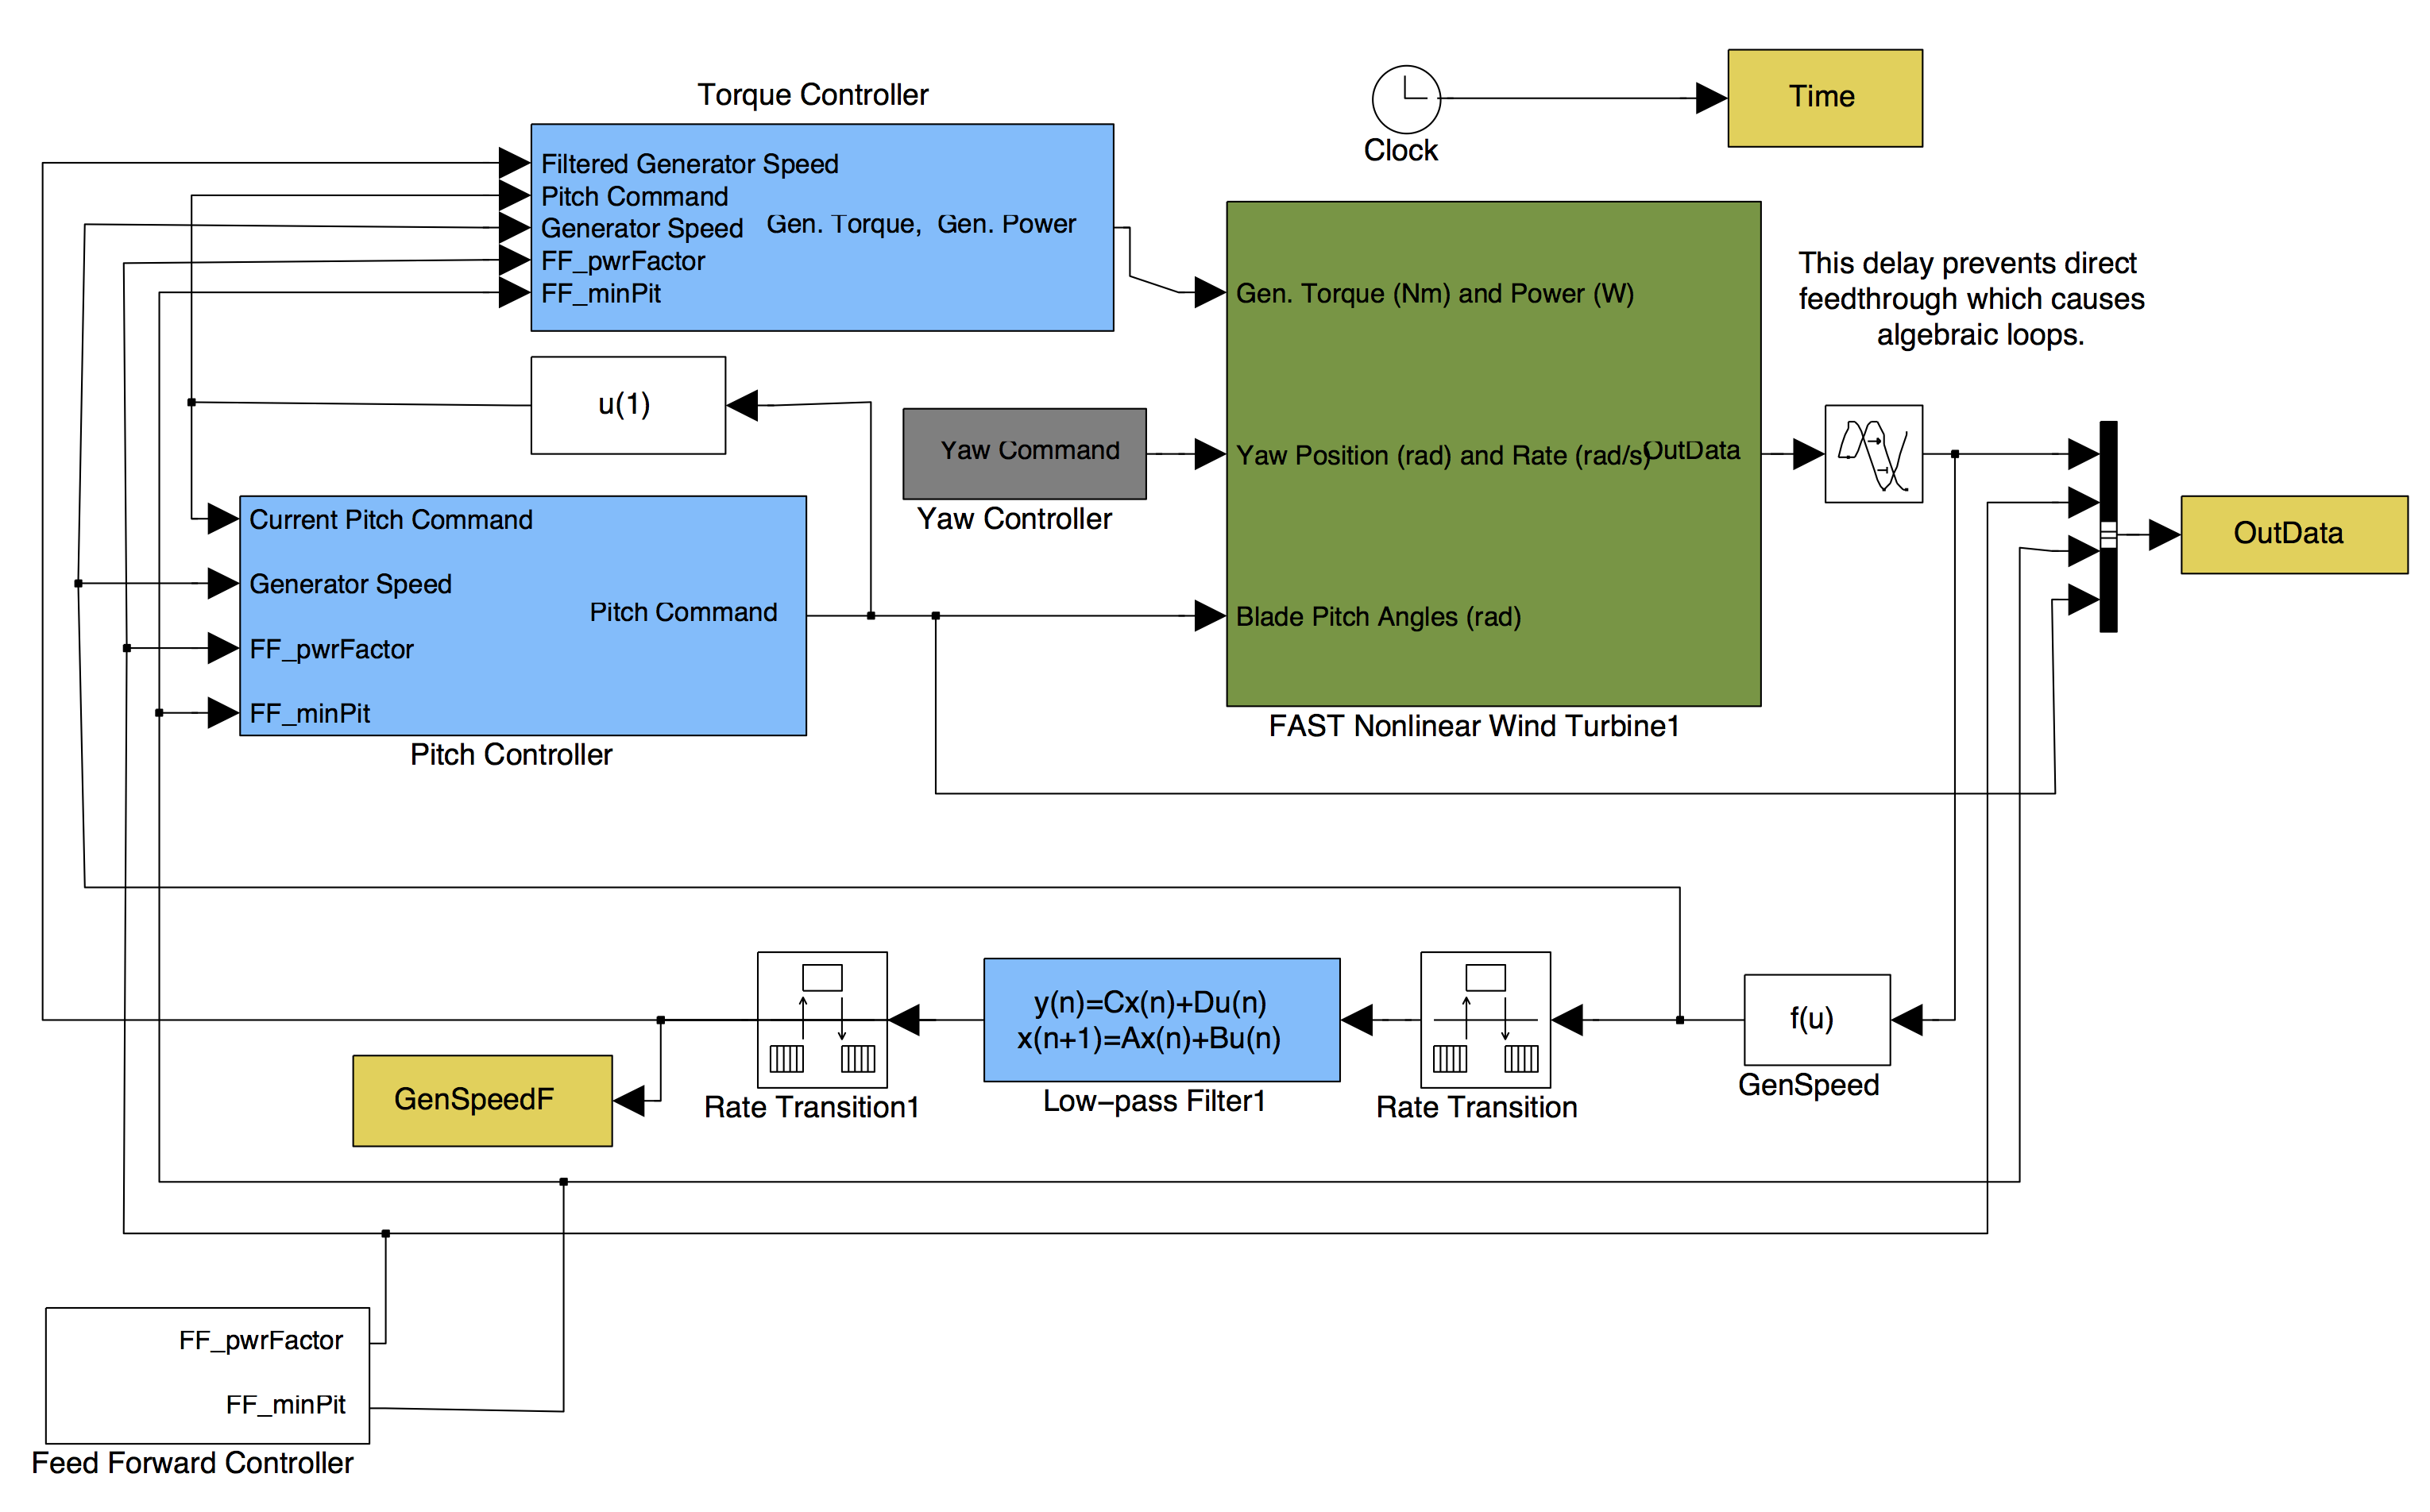 Torque Controller
Filtered Generator Speed
Pitch Command
Generator Speed
FF_pwrFactor
FF_minPit
Gen. Torque, Gen. Power
Clock
Time
u(1)
Yaw Command
Yaw Controller
Gen. Torque (Nm) and Power (W)
Yaw Position (rad) and Rate (rad/s)
Blade Pitch Angles (rad)
OutData
FAST Nonlinear Wind Turbine1
This delay prevents direct
feedthrough which causes
algebraic loops.
OutData
Current Pitch Command
Generator Speed
FF_pwrFactor
FF_minPit
Pitch Command
Pitch Controller
GenSpeedF
Rate Transition1
y(n)=Cx(n)+Du(n)
x(n+1)=Ax(n)+Bu(n)
Low−pass Filter1
Rate Transition
f(u)
GenSpeed
FF_pwrFactor
FF_minPit
Feed Forward Controller